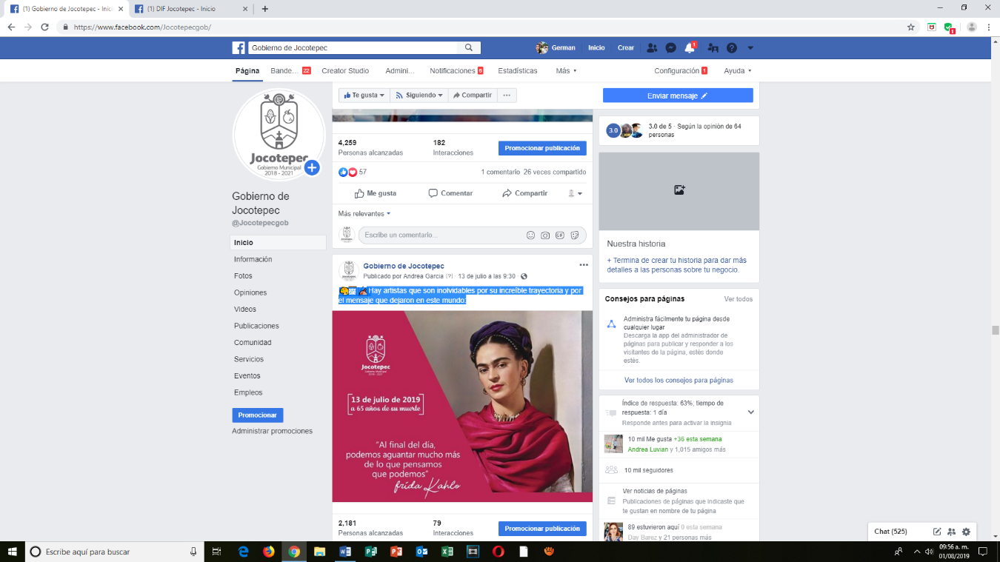 (1) Gobierno de Jocotepec - Inici
(1) DIF Jocotepec - Inicio
https://www.facebook.com/Jocotepecgob/
Gobierno de Jocotepec
German
Inicio
Crear
1
Página
Bande... 22
Creator Studio
Admini...
Notificaciones 6
Estadísticas
Más
Configuración 1
Ayuda
Jocotepec
Gobierno Municipal
2018 - 2021
Gobierno de
Jocotepec
@Jocotepecgob
Inicio
Información
Fotos
Opiniones
Videos
Publicaciones
Comunidad
Servicios
Eventos
Empleos
Promocionar
Administrar promociones
Te gusta
Siguiendo
Compartir
4,259
Personas alcanzadas
182
Interacciones
Promocionar publicación
57
1 comentario 26 veces compartido
Me gusta
Comentar
Compartir
Más relevantes
Escribe un comentario...
GIF
Gobierno de Jocotepec
Publicado por Andrea Garcia [?] · 13 de julio a las 9:30 ·
Hay artistas que son inolvidables por su increíble trayectoria y por
el mensaje que dejaron en este mundo:
Jocotepec
Gobierno Municipal
2018 - 2021
13 de julio de 2019
a 65 años de su muerte
“Al final del día,
podemos aguantar mucho más
de lo que pensamos
que podemos”
frida Kahlo
2,181
Personas alcanzadas
79
Interacciones
Promocionar publicación
Enviar mensaje
3.0
3.0 de 5 · Según la opinión de 64
personas
Nuestra historia
+ Termina de crear tu historia para dar más
detalles a las personas sobre tu negocio.
Consejos para páginas
Ver todos
Administra fácilmente tu página desde
cualquier lugar
Descarga la app del administrador de
páginas para publicar y responder a los
visitantes de la página, estés donde
estés.
Ver todos los consejos para páginas
Índice de respuesta: 63%; tiempo de
respuesta: 1 día
Responde antes para activar la insignia
10 mil Me gusta +36 esta semana
Andrea Luvian y 1,015 amigos más
10 mil seguidores
Ver noticias de páginas
Publicaciones de páginas que indicaste que
te gustan en nombre de tu página
89 estuvieron aquí 0 esta semana
Day Barez y 21 personas más
Chat (525)
Escribe aquí para buscar
09:56 a. m.
01/08/2019